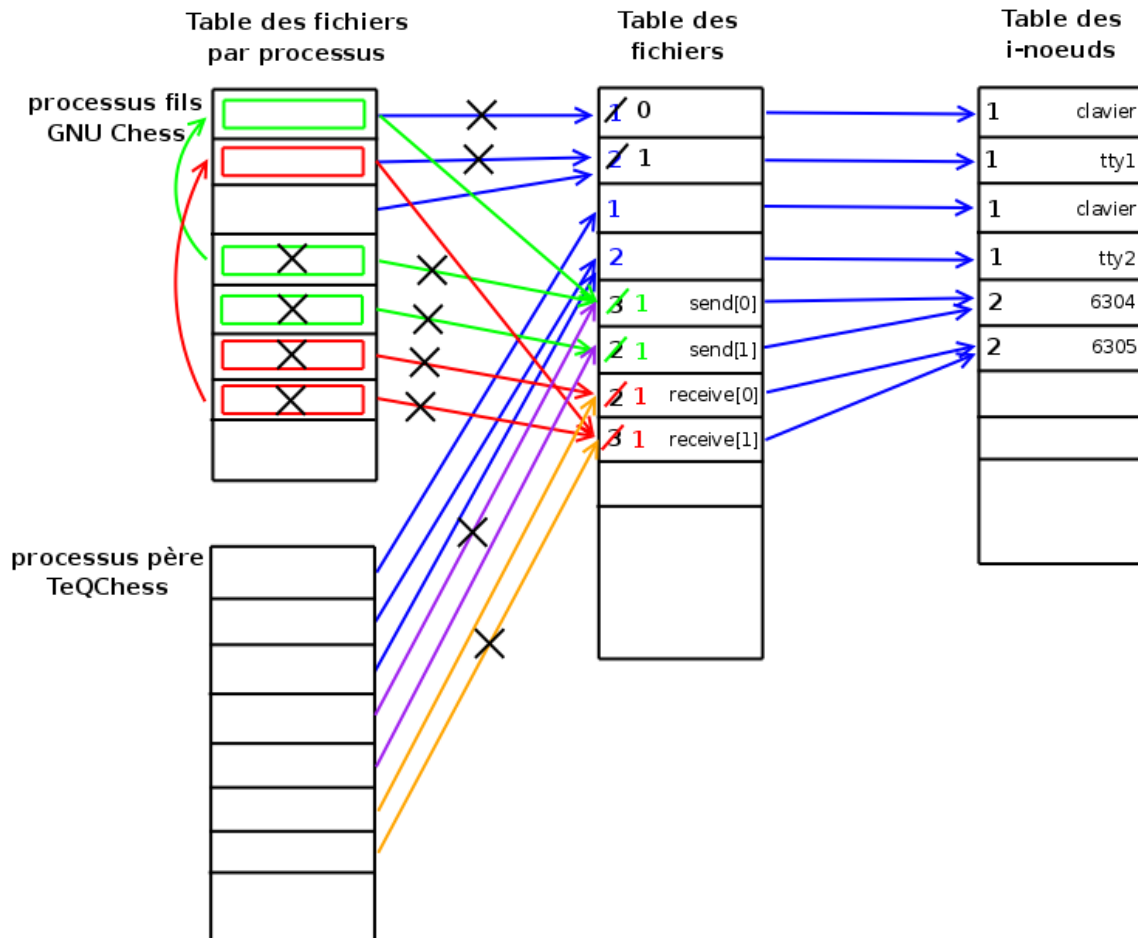 Table des fichiers
par processus
Table des
fichiers
Table des
i-noeuds
processus fils
GNU Chess
1 0
2 1
1
2
3 1 send[0]
2 1 send[1]
2 1 receive[0]
3 1 receive[1]
1 clavier
1 tty1
1 clavier
1 tty2
2 6304
2 6305
processus père
TeQChess